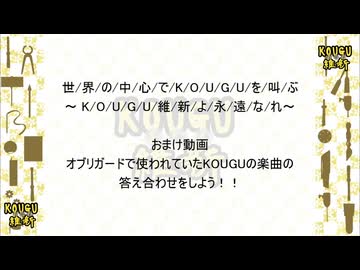 KOUGU
維新
世/界/の/中/心/で/K/O/U/G/U/を/叫/ぶ
～ K/O/U/G/U/維/新/よ/永/遠/な/れ～
KOUGU
維新
おまけ動画
オブリガードで使われていたKOUGUの楽曲の
答え合わせをしよう！！
KOUGU
維新